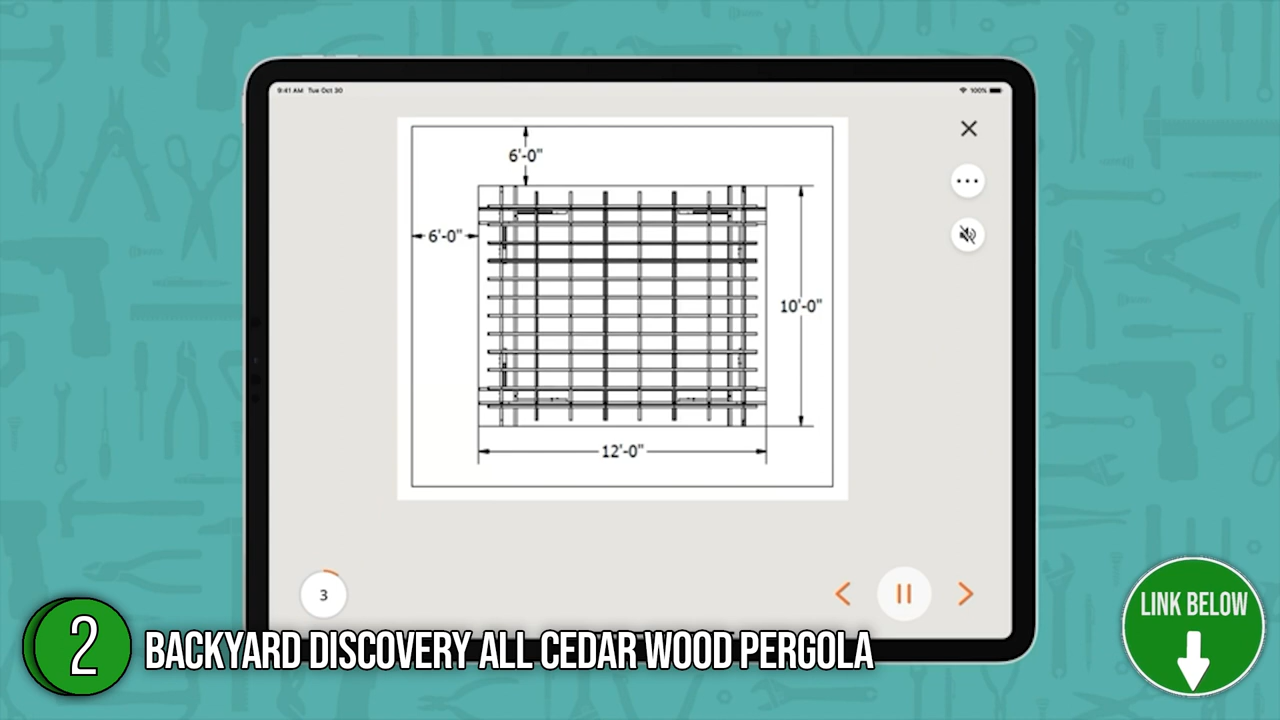 9:41 AM Tue Oct 30
100%
6'-0"
6'-0"
10'-0"
12'-0"
3
2
BACKYARD DISCOVERY ALL CEDAR WOOD PERGOLA
LINK BELOW